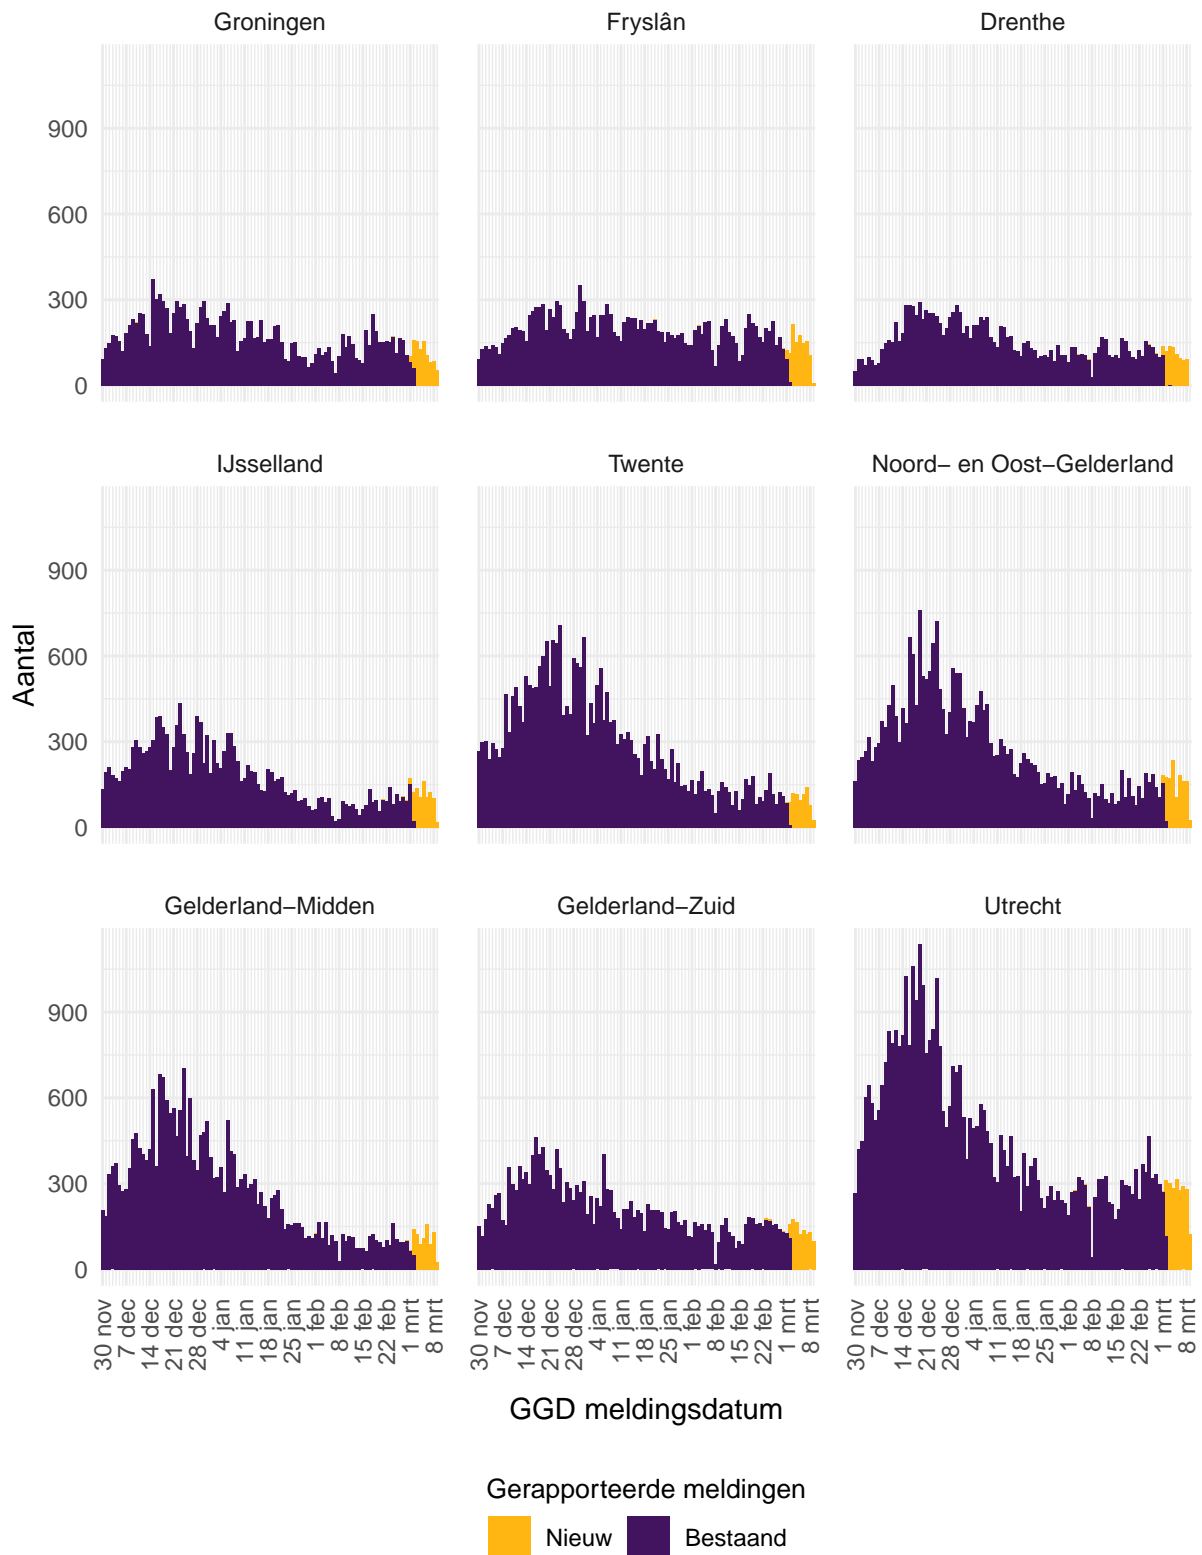 Groningen
Fryslân
Drenthe
900
600
300
0
IJsselland
Twente
Noord- en Oost-Gelderland
900
600
300
0
Aantal
Gelderland-Midden
Gelderland-Zuid
Utrecht
900
600
300
0
30 nov
7 dec
14 dec
21 dec
28 dec
4 jan
11 jan
18 jan
25 jan
1 feb
8 feb
15 feb
22 feb
1 mrt
8 mrt
30 nov
7 dec
14 dec
21 dec
28 dec
4 jan
11 jan
18 jan
25 jan
1 feb
8 feb
15 feb
22 feb
1 mrt
8 mrt
30 nov
7 dec
14 dec
21 dec
28 dec
4 jan
11 jan
18 jan
25 jan
1 feb
8 feb
15 feb
22 feb
1 mrt
8 mrt
GGD meldingsdatum
Gerapporteerde meldingen
Nieuw
Bestaand